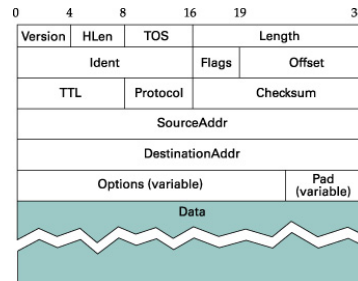 0 4 8 16 19 3
Version HLen TOS Length
Ident Flags Offset
TTL Protocol Checksum
SourceAddr
DestinationAddr
Options (variable) Pad (variable)
Data